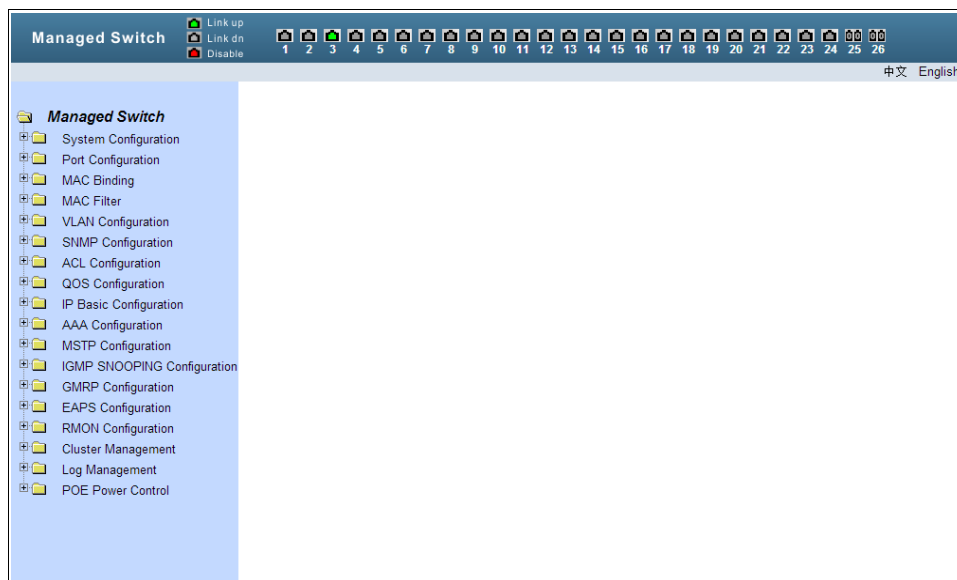 Managed Switch
Link up
Link dn
Disable
1 2 3 4 5 6 7 8 9 10 11 12 13 14 15 16 17 18 19 20 21 22 23 24 25 26
中文 English
Managed Switch
System Configuration
Port Configuration
MAC Binding
MAC Filter
VLAN Configuration
SNMP Configuration
ACL Configuration
QOS Configuration
IP Basic Configuration
AAA Configuration
MSTP Configuration
IGMP SNOOPING Configuration
GMRP Configuration
EAPS Configuration
RMON Configuration
Cluster Management
Log Management
POE Power Control